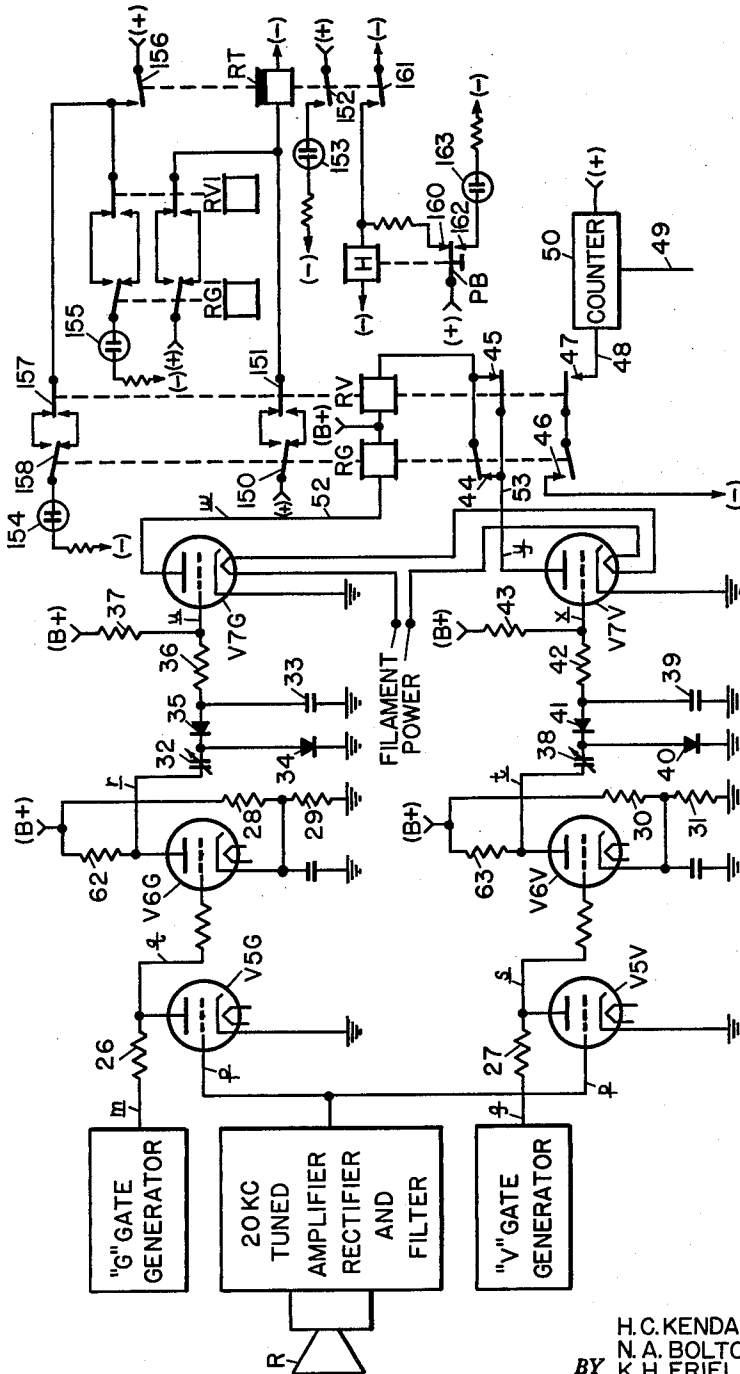 "G" GATE
GENERATOR
m
26
q
V5G
p
V6G
62
(B+)
r
28
29
32
34
35
33
36
37
(B+)
u
V7G
w
52
154
(-)
158
157
150
(+)
151
155
(-)
(+)
RG1
RV1
(+)
156
RT
(-)
(+)
152
153
(-)
(-)
161
H
(-)
160
162
PB
(+)
163
(-)
RG
RV
(B+)
44
45
53
46
47
48
(-)
50
COUNTER
(+)
49
20 KC
TUNED
AMPLIFIER
RECTIFIER
AND
FILTER
R
FILAMENT
POWER
"V" GATE
GENERATOR
g
27
s
V5V
p
V6V
63
(B+)
t
30
31
38
40
41
39
42
43
(B+)
x
V7V
y
H.C.KENDA
N.A.BOLTO
BY K.H.FRIEL